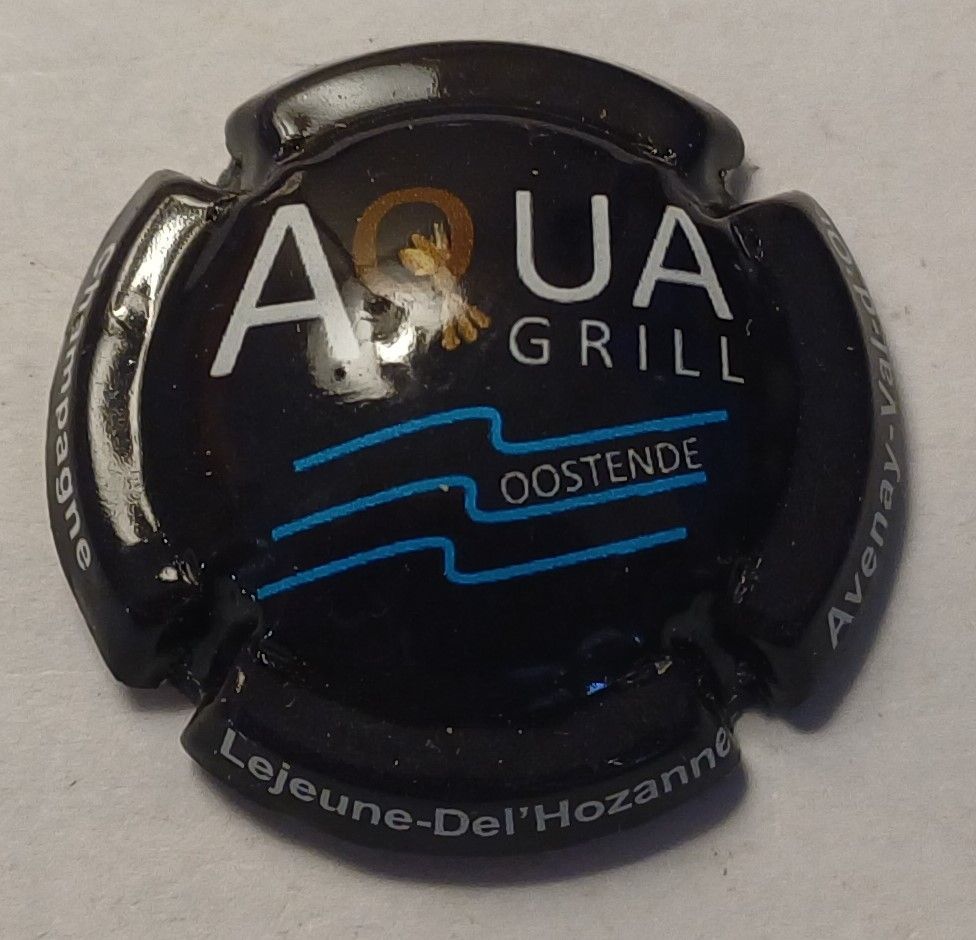 AQUA
GRILL
OOSTENDE
Champagne
Lejeune-Del'Hozanne
Avenay-Val-d'Or